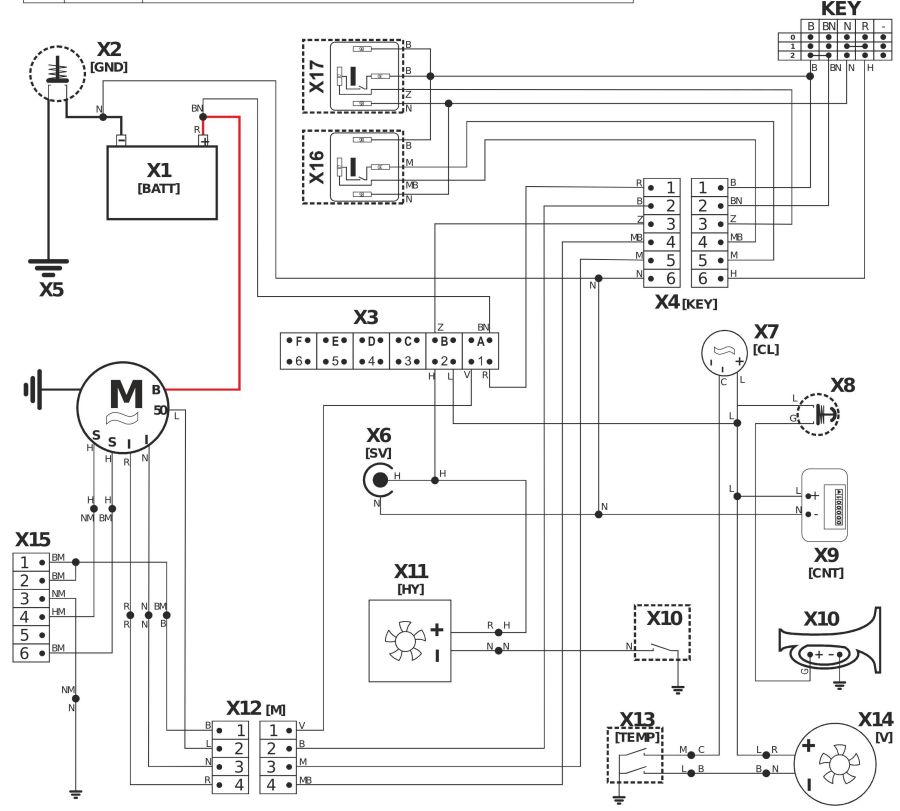 KEY
B BN N R -
0
1
2
B BN N H
X2
[GND]
N
BN
R
- +
X1
[BATT]
X5
X17
B
B
Z
N
X16
B
M
MB
N
R 1 1 B
B 2 2 BN
Z 3 3 Z
MB 4 4 MB
M 5 5 M
N 6 6 H
N
X4 [KEY]
X3
Z BN
F E D C B A
6 5 4 3 2 1
H L V R
X7
[CL]
- +
C L
X8
L
G
L
M
B
50
L
S S I I
H H R N
X6
[SV]
H H
N
N
L L +
N -
X9
[CNT]
H H
NM BM
X15
1 BM
2 BM
3 NM
4 HM
5
6 BM
R N BM
R N B
NM
N
X11
[HY]
+ R H
- N N
N
X10
X10
+ -
G
X12 [M]
B 1 1 V
L 2 2 B
N 3 3 M
R 4 4 MB
X13
[TEMP]
M C
L B
L R
B N
+
-
X14
[V]